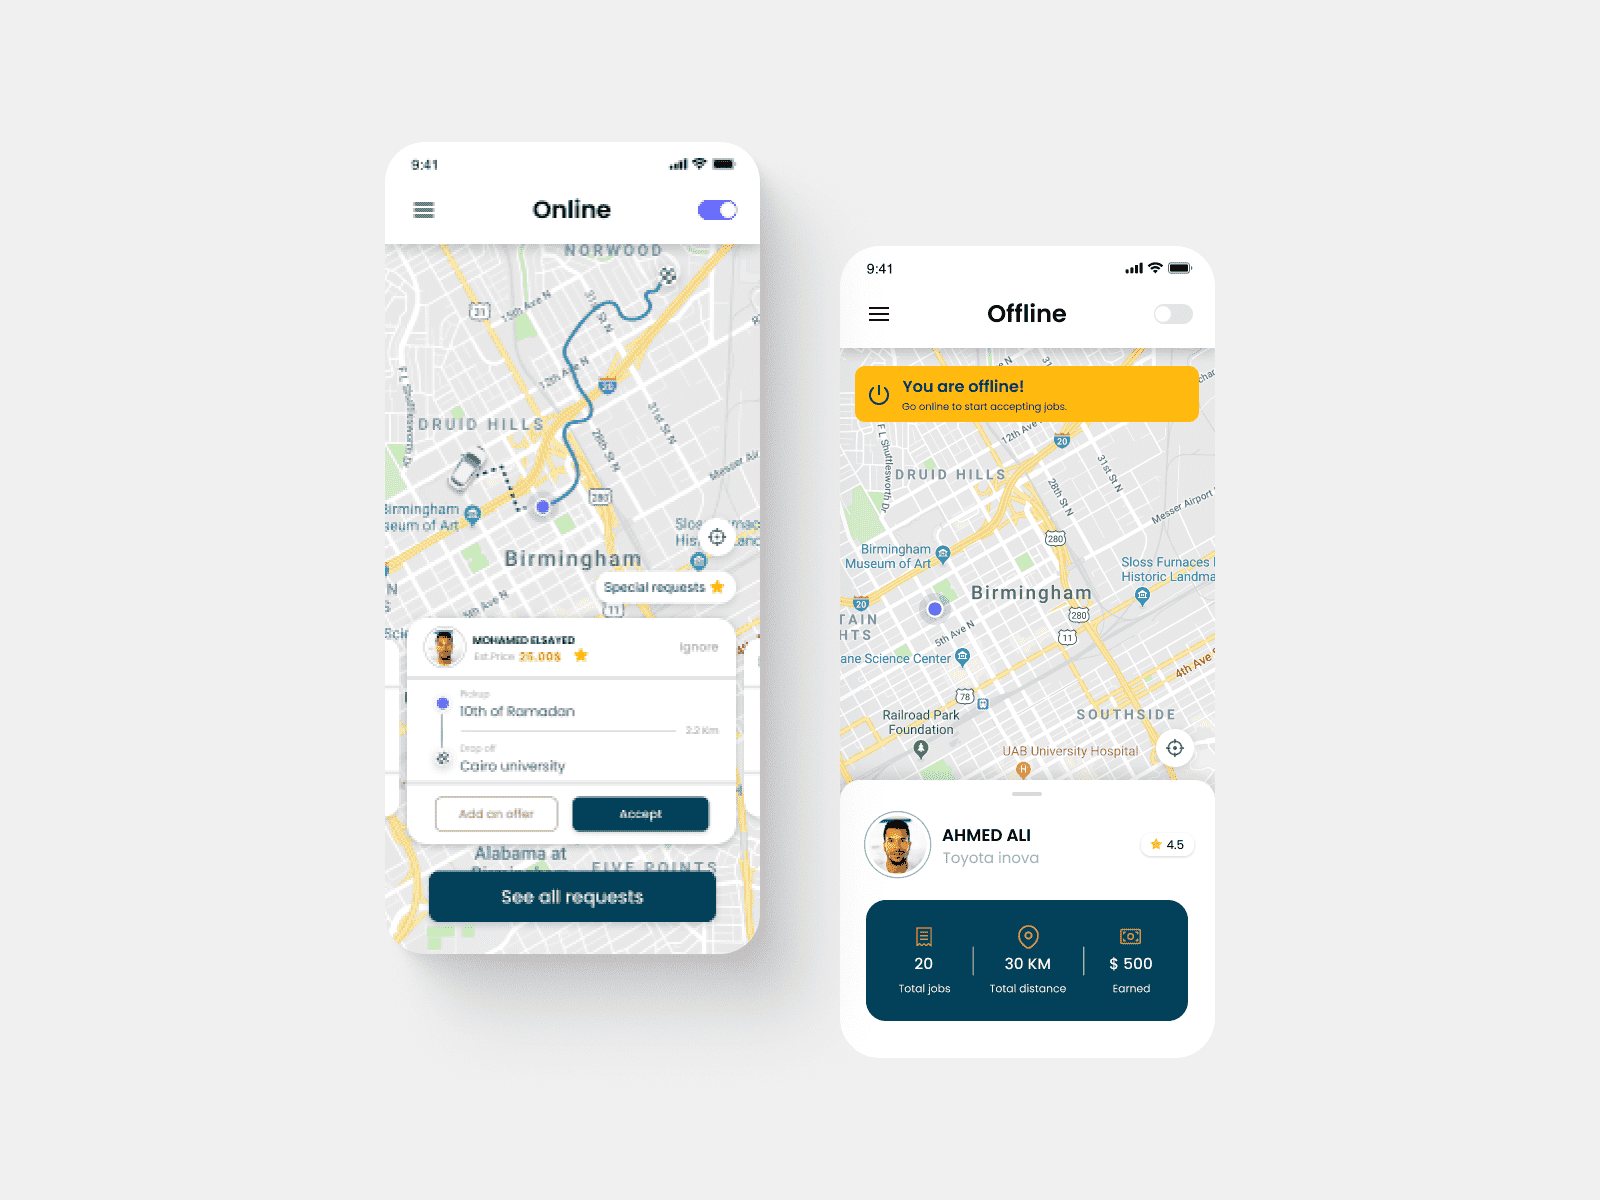 9:41
Online
NORWOOD
21
15th Ave N
31st St N
12th Ave N
20
F L Shuttlesworth Dr
DRUID HILLS
31st St N
28th St N
Messer Air
280
Birmingham
Museum of Art
Birmingham
Special requests
5th Ave N
11
MOHAMED ELSAYED
Est.Price 25.00$
Ignore
Pickup
10th of Ramadan
2.2 Km
Drop off
Cairo university
Add an offer
Accept
Alabama at
FIVE POINTS
See all requests
9:41
Offline
You are offline!
Go online to start accepting jobs.
12th Ave
20
F L Shuttlesworth Dr
DRUID HILLS
31st St N
28th St N
Messer Airport
280
Birmingham
Museum of Art
Sloss Furnaces
Historic Landma
Birmingham
20
280
TAIN
HTS
5th Ave N
11
ane Science Center
4th Ave S
78
Railroad Park
Foundation
SOUTHSIDE
UAB University Hospital
H
AHMED ALI
Toyota inova
4.5
20
Total jobs
30 KM
Total distance
$ 500
Earned